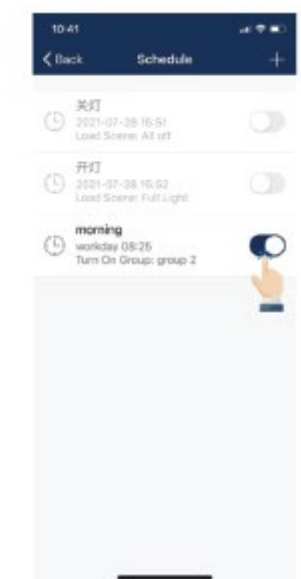 10:41
Back Schedule +
关灯
2021-07-28 16:51
Load Scene: All off
开灯
2021-07-28 16:52
Load Scene: Full Light
morning
workday 08:25
Turn On Group: group 2